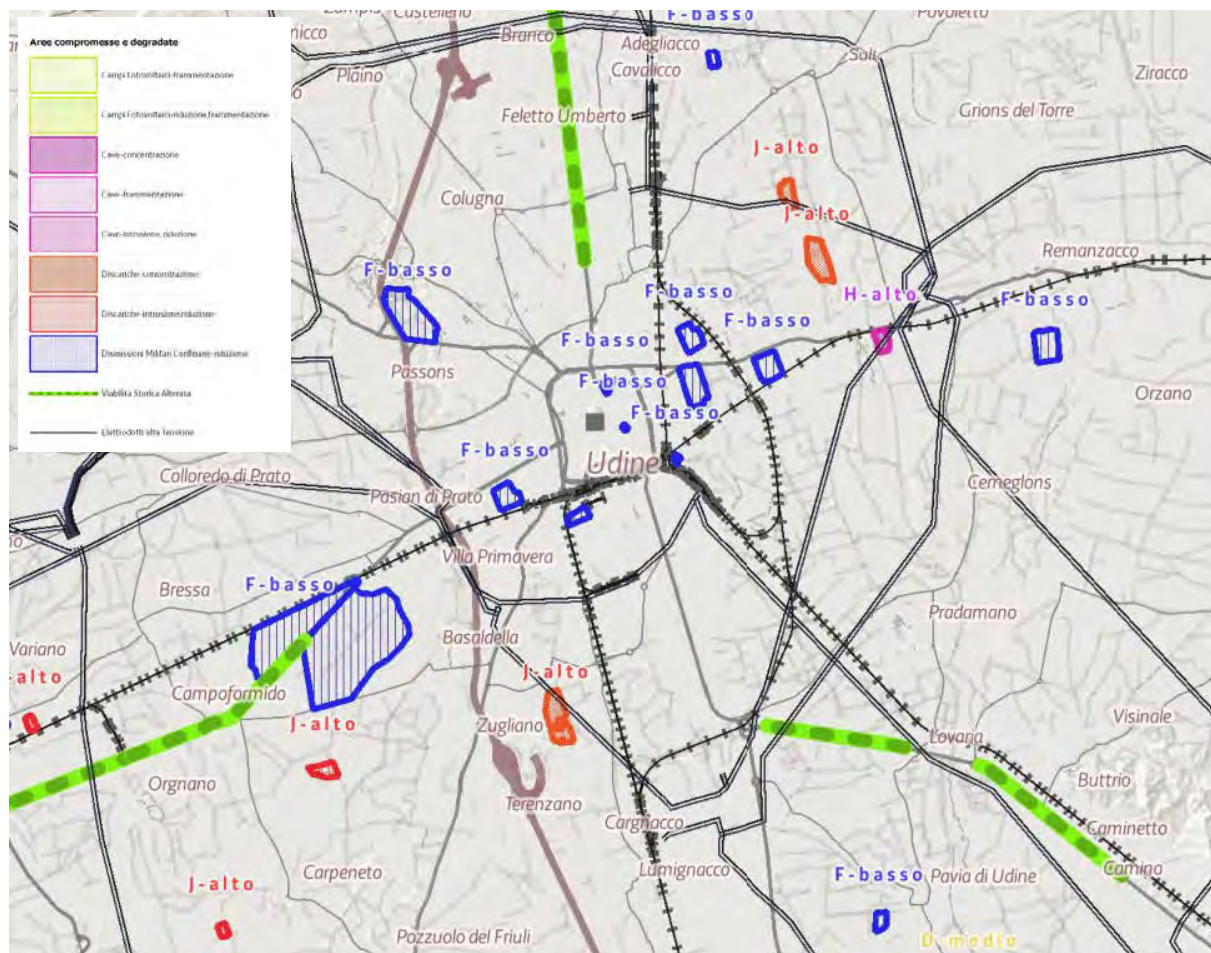 Aree compromesse e degradate
Campi Fotovoltaici-frammentazione
Campi Fotovoltaici-riduzione,frammentazione
Cave-concentrazione
Cave-frammentazione
Cave-intrusione, riduzione
Discariche-concentrazione
Discariche-intrusione,riduzione
Dismissioni Militari Confinarie-riduzione
Viabilita Storica Alterata
Elettrodotti alta Tensione
Castellerio
F-basso
Povoletto
Branco
Adegliacco
Cavalicco
Salt
Plaino
Ziracco
Grions del Torre
Feletto Umberto
J-alto
Colugna
J-alto
Remanzacco
F-basso
F-basso
H-alto
F-basso
F-basso
F-basso
Passons
F-basso
Orzano
F-basso
F-basso
Udine
Colloredo di Prato
Cerneglons
Pasian di Prato
Villa Primavera
Bressa
F-basso
Pradamano
Variano
Basaldella
-alto
J-alto
Campoformido
J-alto
Zugliano
Visinale
Lovaria
Orgnano
Buttrio
Terenzano
Cargnacco
Caminetto
Carpeneto
Lumignacco
F-basso
Pavia di Udine
Camino
J-alto
Pozzuolo del Friuli
D-medio